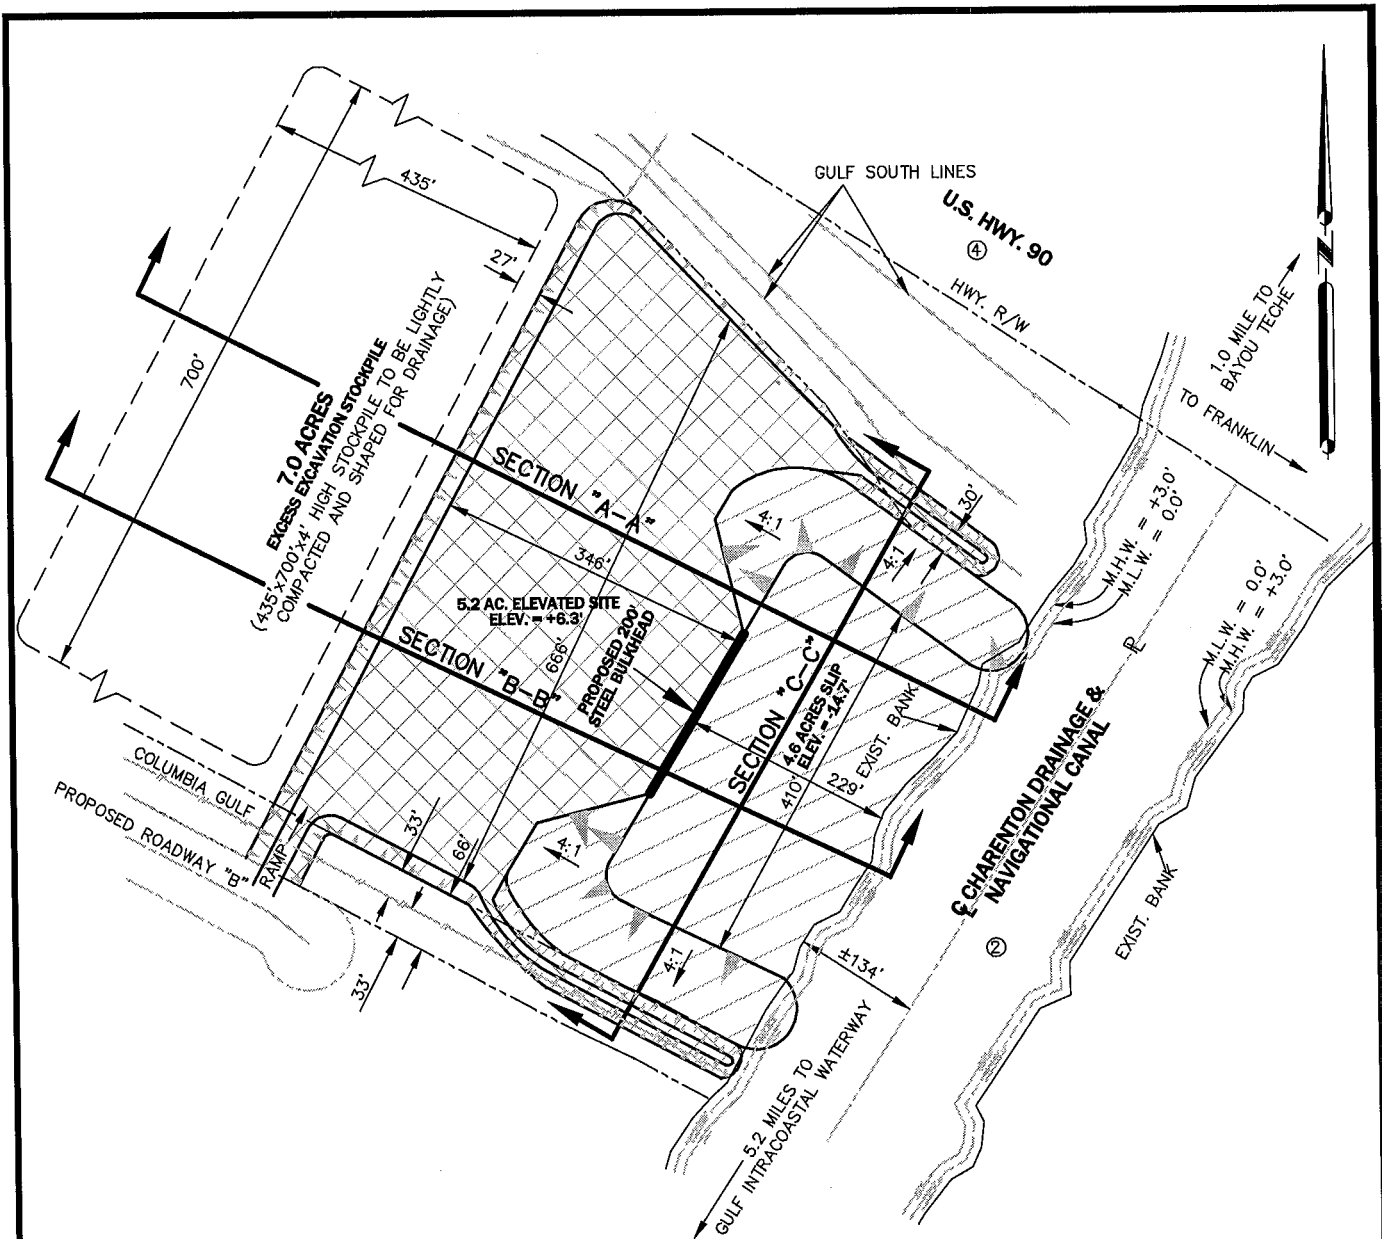 GULF SOUTH LINES
U.S. HWY. 90
④
HWY. R/W
435'
27'
700'
7.0 ACRES
EXCESS EXCAVATION STOCKPILE
(435'x700'x4' HIGH STOCKPILE TO BE LIGHTLY
COMPACTED AND SHAPED FOR DRAINAGE)
N
1.0 MILE TO
BAYOU TECHE
TO FRANKLIN
M.H.W. = +3.0'
M.L.W. = 0.0'
M.L.W. = 0.0'
M.H.W. = +3.0'
SECTION "A-A"
30'
4:1
4:1
346'
5.2 AC. ELEVATED SITE
ELEV. = +6.3'
666'
SECTION "B-B"
PROPOSED 200'
STEEL BULKHEAD
SECTION "C-C"
4.6 ACRES SLIP
ELEV. = -14.7'
410'
229'
EXIST. BANK
℄ CHARENTON DRAINAGE &
NAVIGATIONAL CANAL
②
EXIST. BANK
COLUMBIA GULF
PROPOSED ROADWAY "B"
RAMP
33'
66'
33'
4:1
4:1
±134'
5.2 MILES TO
GULF INTRACOASTAL WATERWAY